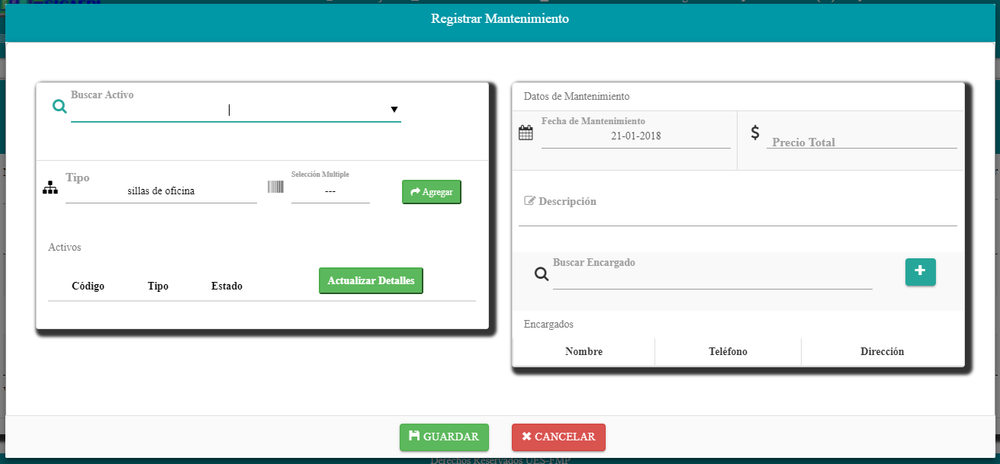 Registrar Mantenimiento
Buscar Activo
Tipo
sillas de oficina
Selección Multiple
---
Agregar
Activos
Código Tipo Estado Actualizar Detalles
Datos de Mantenimiento
Fecha de Mantenimiento
21-01-2018
$ Precio Total
Descripción
Buscar Encargado
+
Encargados
Nombre Teléfono Dirección
GUARDAR CANCELAR
Derechos Reservados UES-FMP